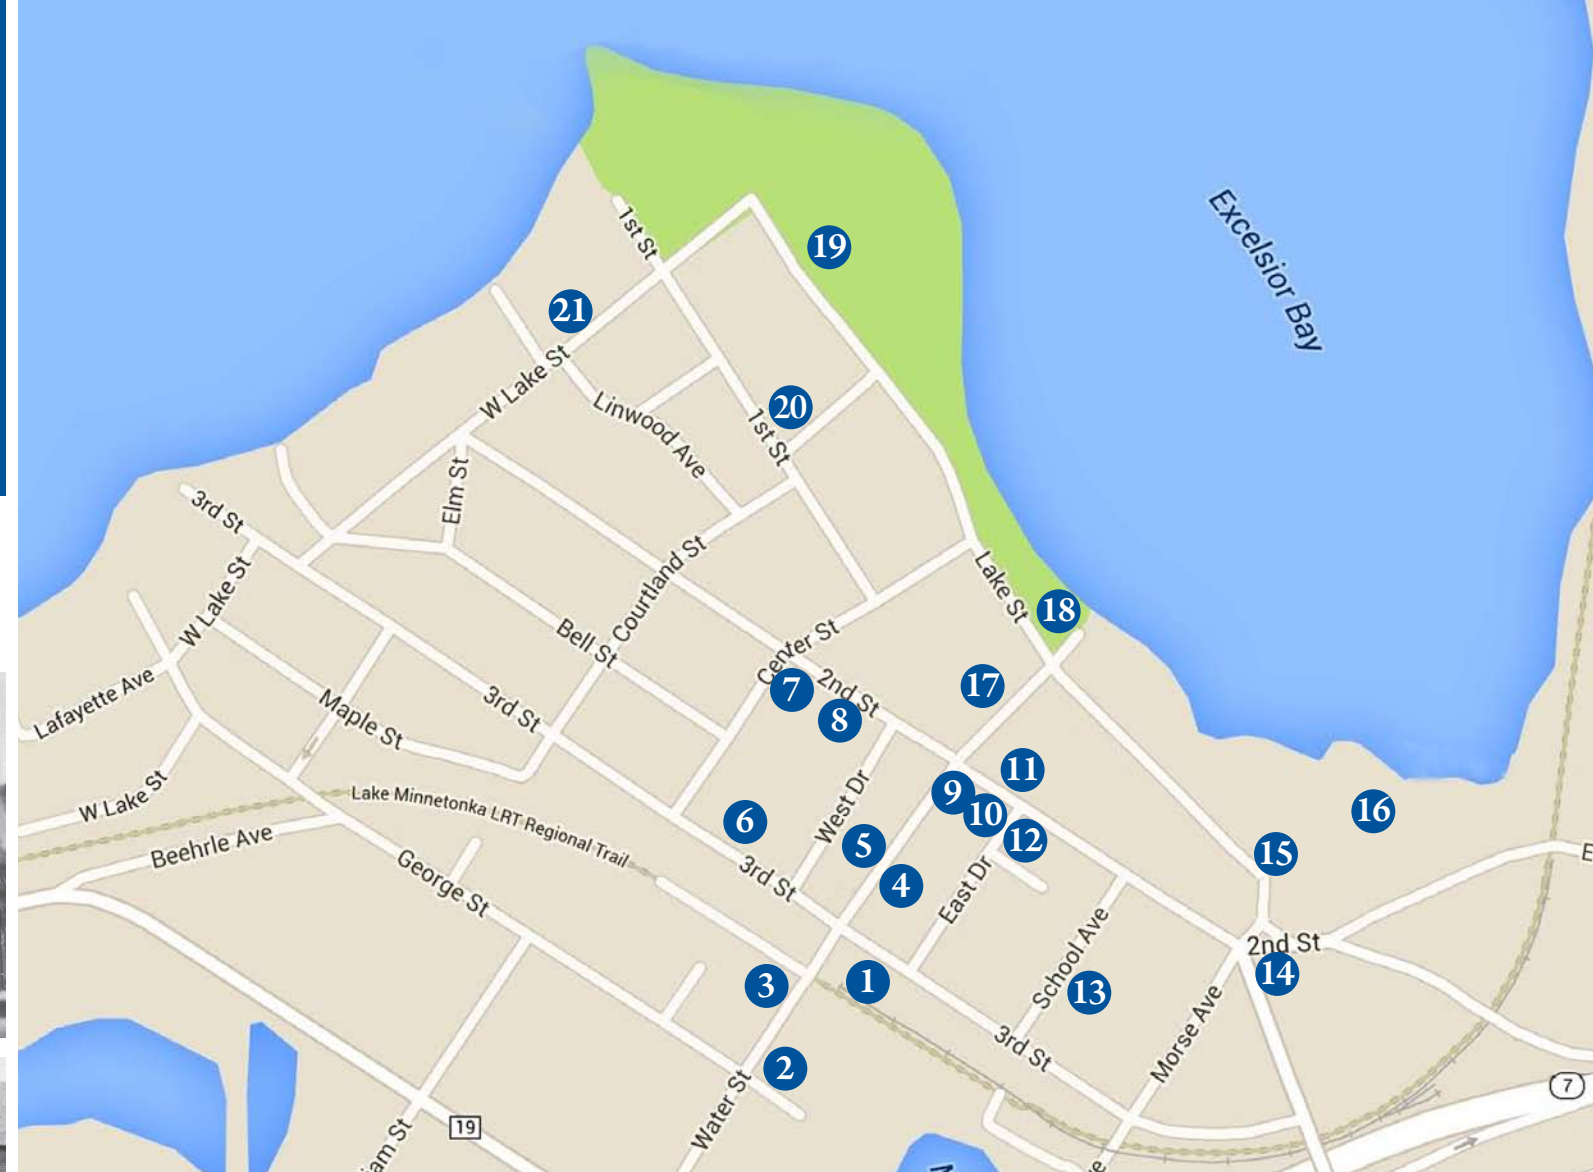 Excelsior Bay
1st St
19
21
W Lake St
Linwood Ave
20
1st St
Elm St
3rd St
W Lake St
Courtland St
Lake St
18
Bell St
Center St
7
2nd St
8
17
Lafayette Ave
Maple St
3rd St
W Lake St
Lake Minnetonka LRT Regional Trail
Beehrle Ave
6
West Dr
5
9
10
11
12
16
15
George St
3rd St
4
East Dr
2nd St
14
School Ave
13
3
1
3rd St
Morse Ave
2
Water St
7
19